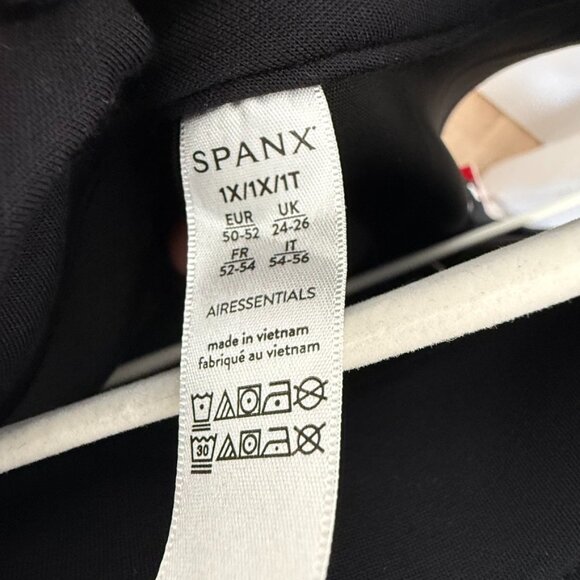 SPANX
1X/1X/1T
EUR UK
50-52 24-26
FR IT
52-54 54-56
AIRESSENTIALS
made in vietnam
fabriqué au vietnam
30